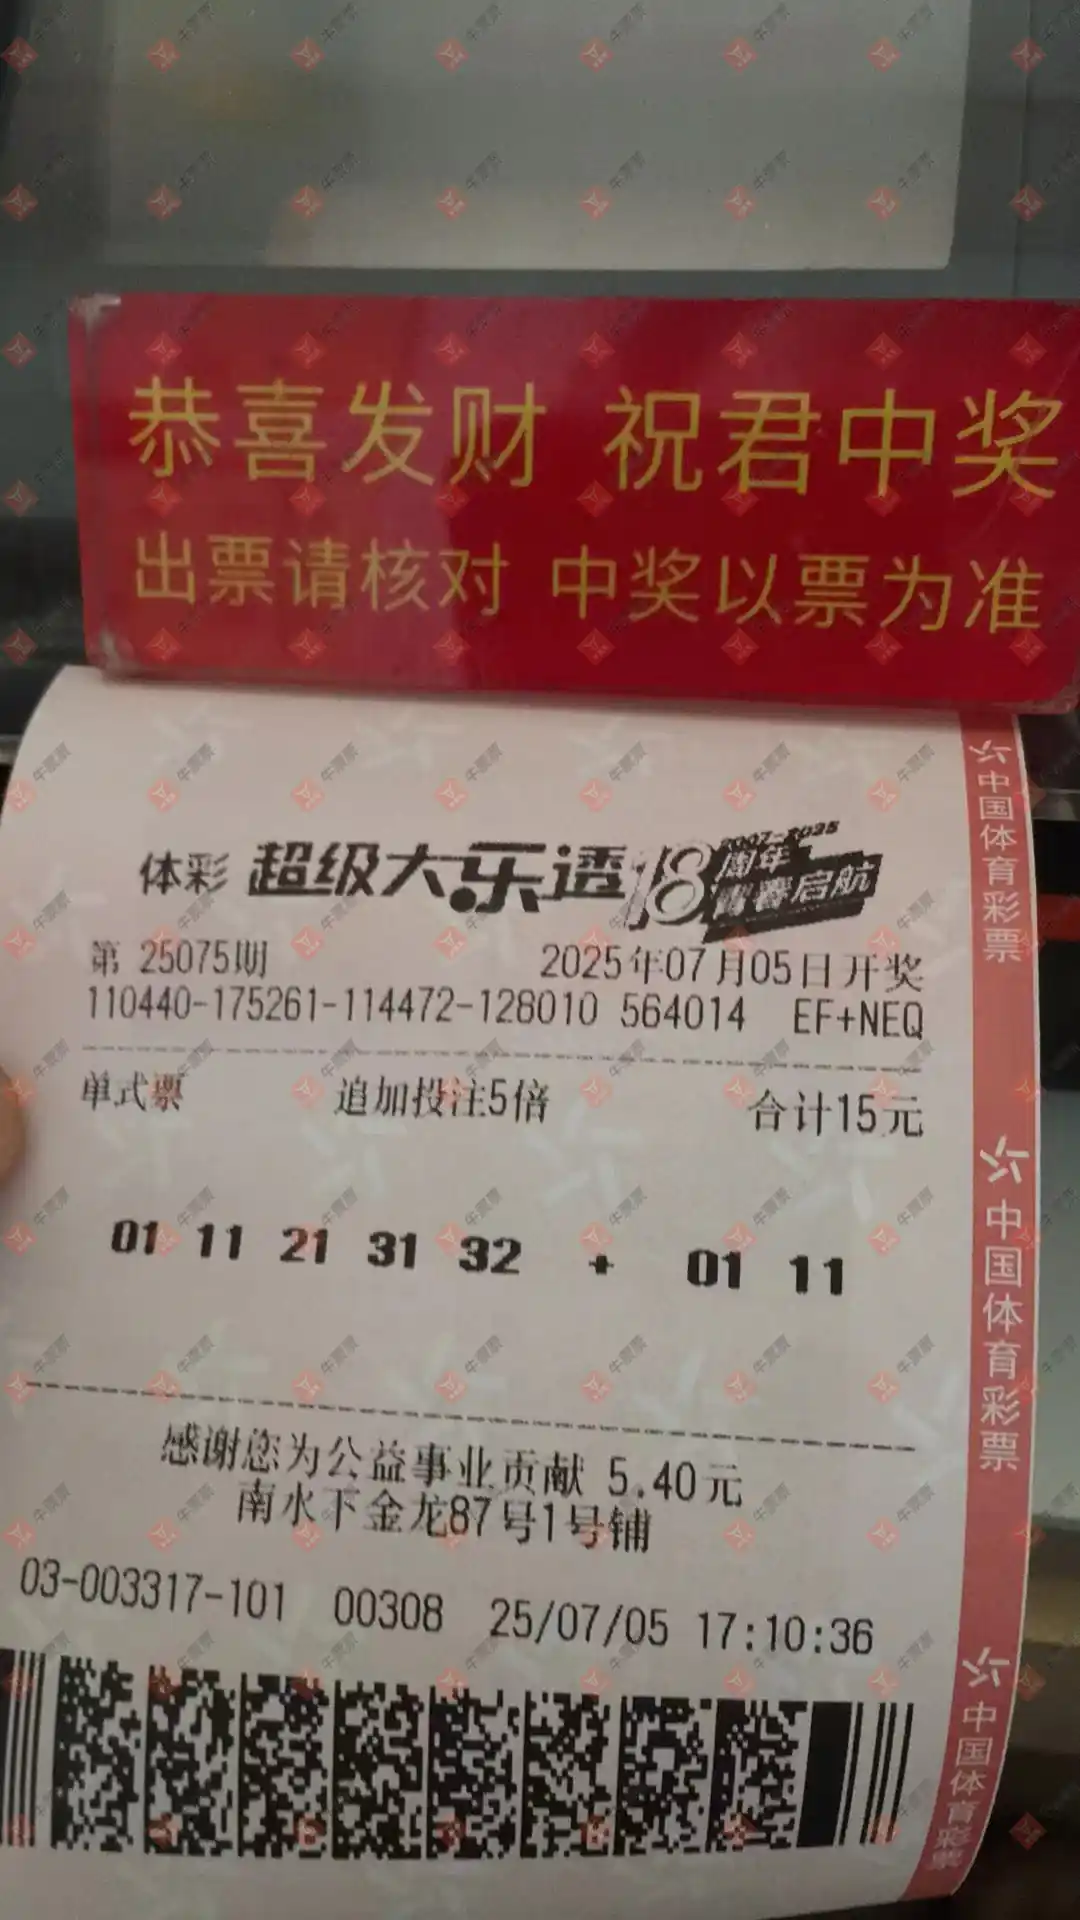 恭喜发财 祝君中奖
出票请核对 中奖以票为准
体彩 超级大乐透 18周年 2007-2025 青春启航
第 25075期 2025年07月05日开奖
110440-175261-114472-128010 564014 EF+NEQ
单式票 追加投注5倍 合计15元
01 11 21 31 32 + 01 11
感谢您为公益事业贡献 5.40元
南水下金龙87号1号铺
03-003317-101 00308 25/07/05 17:10:36
中国体育彩票
中国体育彩票
中国体育彩票
牛票票